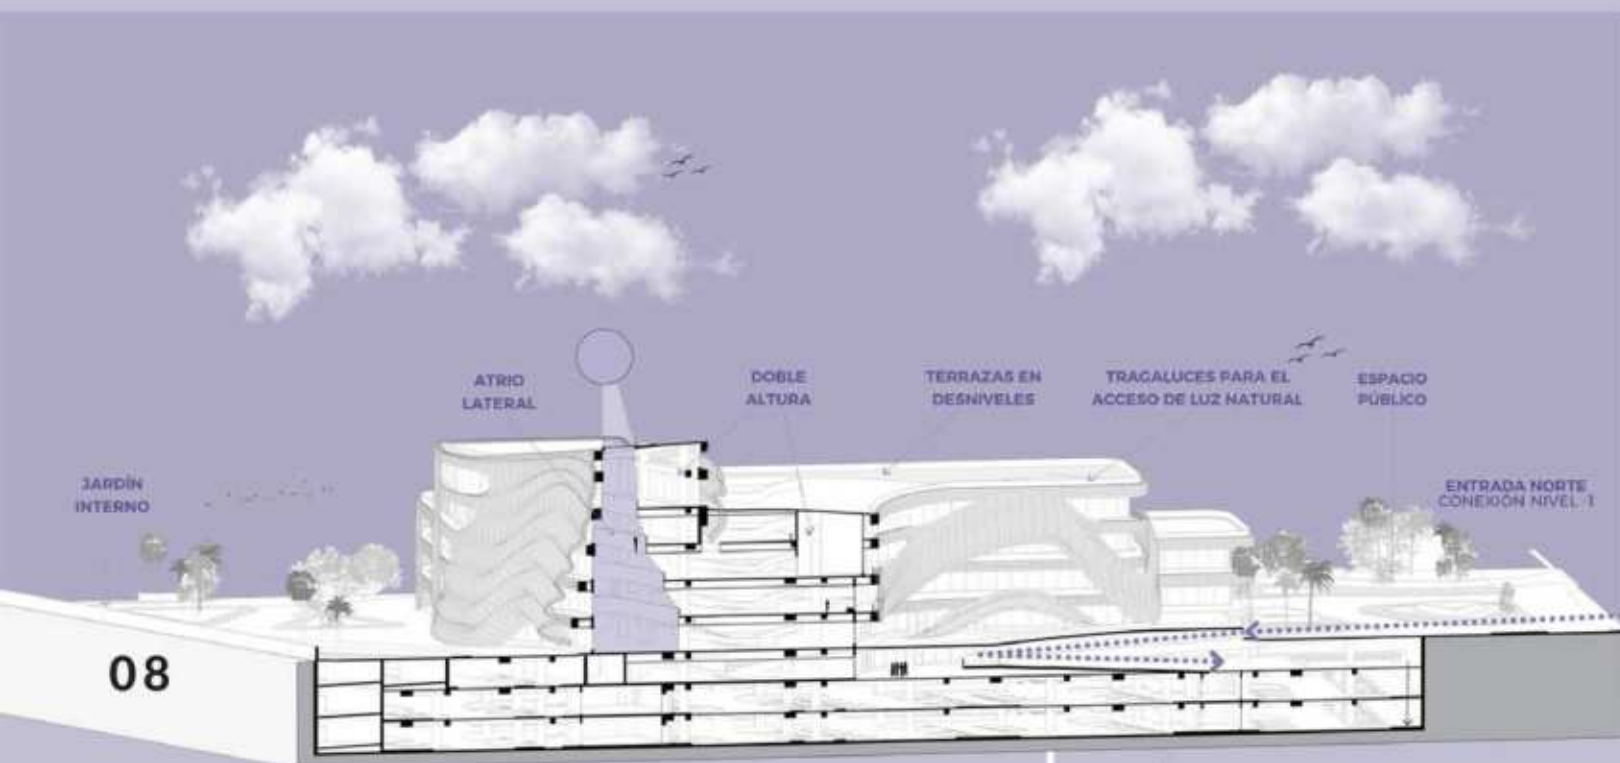 ATRIO
LATERAL
DOBLE
ALTURA
TERRAZAS EN
DESNIVELES
TRAGALUCES PARA EL
ACCESO DE LUZ NATURAL
ESPACIO
PÚBLICO
JARDÍN
INTERNO
ENTRADA NORTE
CONEXIÓN NIVEL -1
08